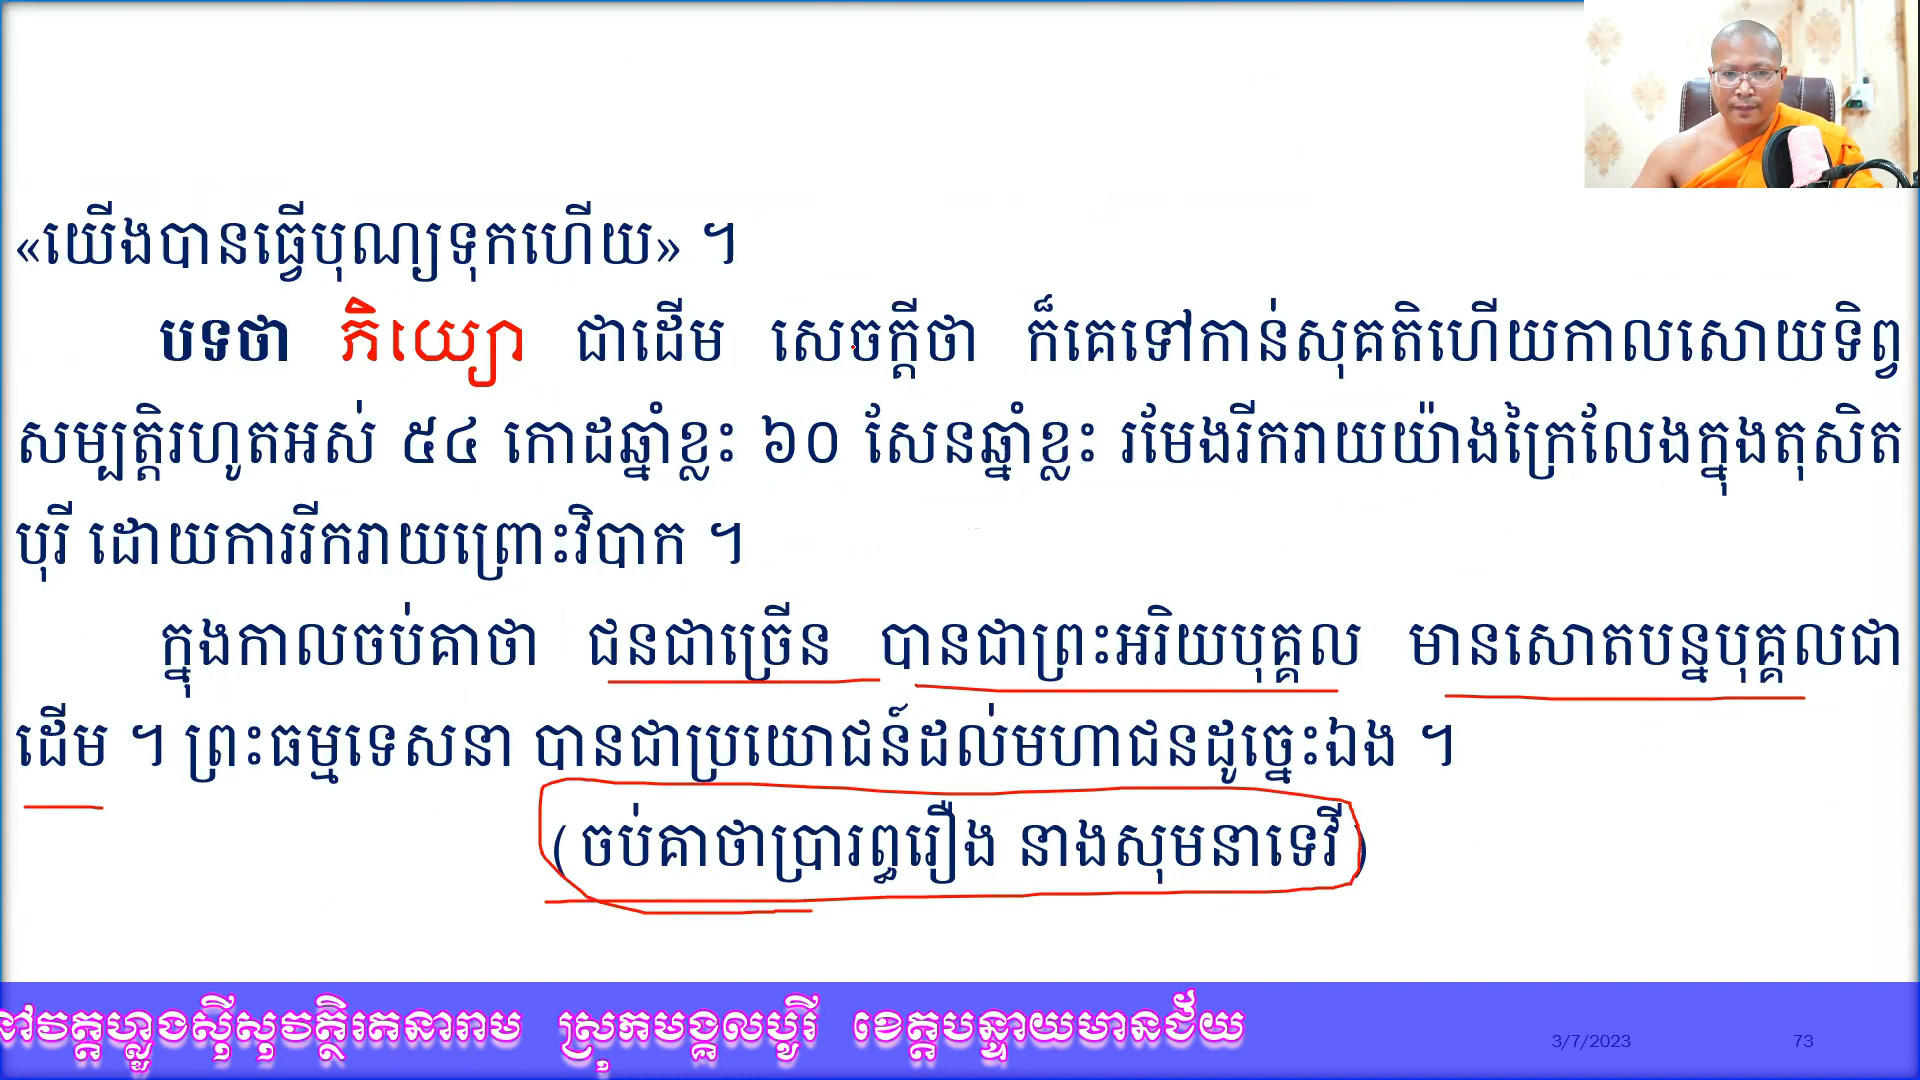 «យើងបានធ្វើបុណ្យទុកហើយ» ។
បទថា ភិយ្យោ ជាដើម សេចក្តីថា ក៏គេទៅកាន់សុគតិហើយកាលសោយទិព្វ
សម្បត្តិរហូតអស់ ៥៤ កោដឆ្នាំខ្លះ ៦០ សែនឆ្នាំខ្លះ រមែងរីករាយយ៉ាងក្រៃលែងក្នុងតុសិត
បុរី ដោយការរីករាយព្រោះវិបាក ។
ក្នុងកាលចប់គាថា ជនជាច្រើន បានជាព្រះអរិយបុគ្គល មានសោតបន្នបុគ្គលជា
ដើម ។ ព្រះធម្មទេសនា បានជាប្រយោជន៍ដល់មហាជនដូច្នេះឯង ។
( ចប់គាថាប្រារព្ធរឿង នាងសុមនាទេវី )
នៅវត្តហ្លួងស៊ីសុវត្ថិរតនារាម ស្រុកមង្គលបូរី ខេត្តបន្ទាយមានជ័យ
3/7/2023 73